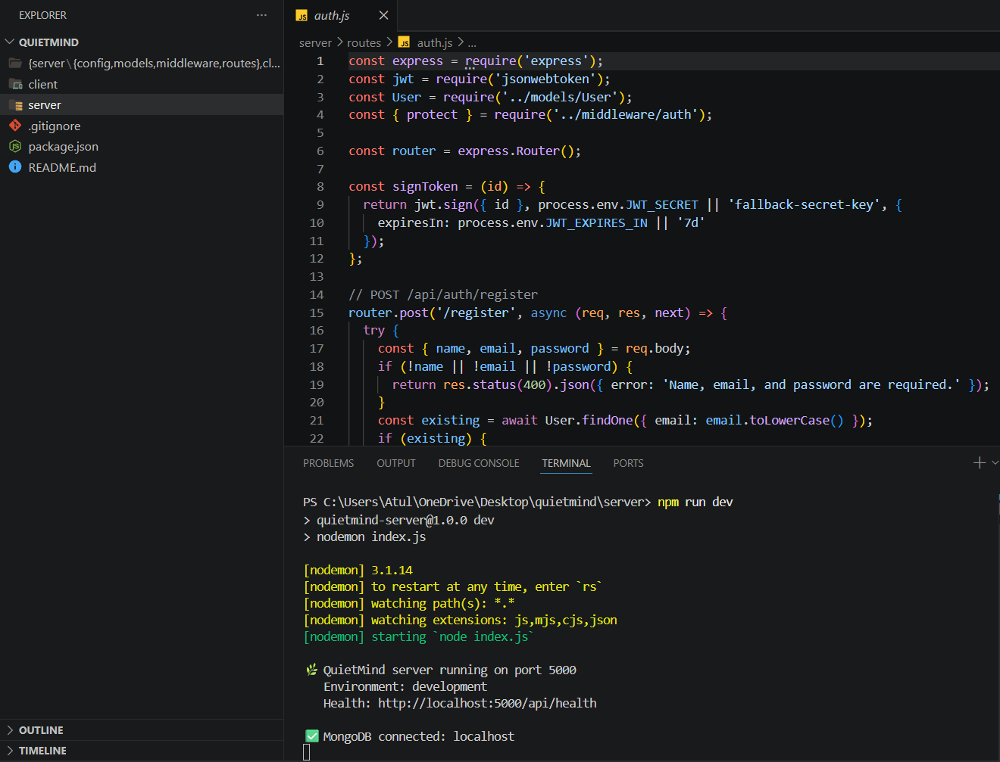 EXPLORER
QUIETMIND
{server\{config,models,middleware,routes},cl...
client
server
.gitignore
package.json
README.md
OUTLINE
TIMELINE
JS auth.js
server > routes > JS auth.js > ...
1 const express = require('express');
2 const jwt = require('jsonwebtoken');
3 const User = require('../models/User');
4 const { protect } = require('../middleware/auth');
5
6 const router = express.Router();
7
8 const signToken = (id) => {
9 return jwt.sign({ id }, process.env.JWT_SECRET || 'fallback-secret-key', {
10 expiresIn: process.env.JWT_EXPIRES_IN || '7d'
11 });
12 };
13
14 // POST /api/auth/register
15 router.post('/register', async (req, res, next) => {
16 try {
17 const { name, email, password } = req.body;
18 if (!name || !email || !password) {
19 return res.status(400).json({ error: 'Name, email, and password are required.' });
20 }
21 const existing = await User.findOne({ email: email.toLowerCase() });
22 if (existing) {
PROBLEMS OUTPUT DEBUG CONSOLE TERMINAL PORTS
PS C:\Users\Atul\OneDrive\Desktop\quietmind\server> npm run dev
> quietmind-server@1.0.0 dev
> nodemon index.js
[nodemon] 3.1.14
[nodemon] to restart at any time, enter `rs`
[nodemon] watching path(s): *.*
[nodemon] watching extensions: js,mjs,cjs,json
[nodemon] starting `node index.js`
🌿 QuietMind server running on port 5000
Environment: development
Health: http://localhost:5000/api/health
✅ MongoDB connected: localhost